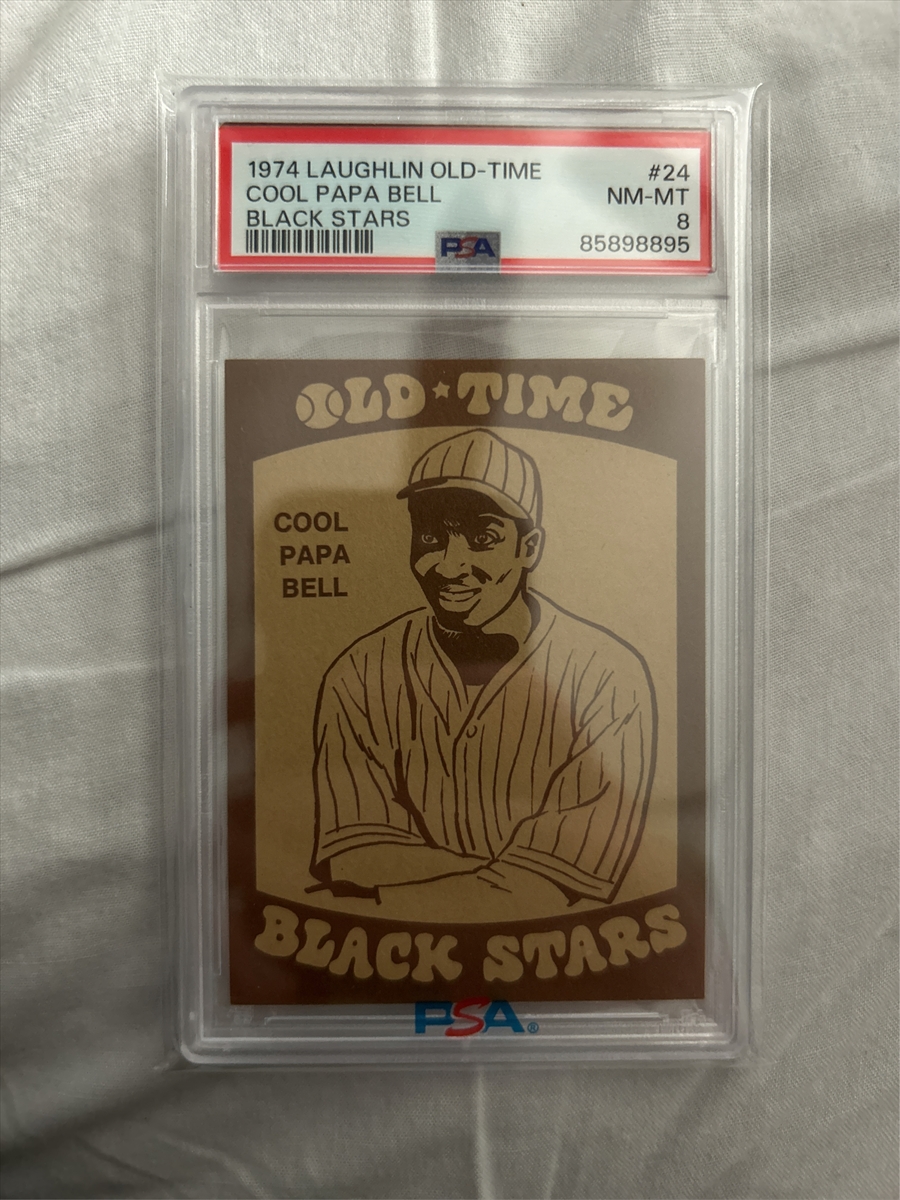 1974 LAUGHLIN OLD-TIME #24
COOL PAPA BELL NM-MT
BLACK STARS 8
PSA 85898895
OLD★TIME
COOL
PAPA
BELL
BLACK STARS
PSA®